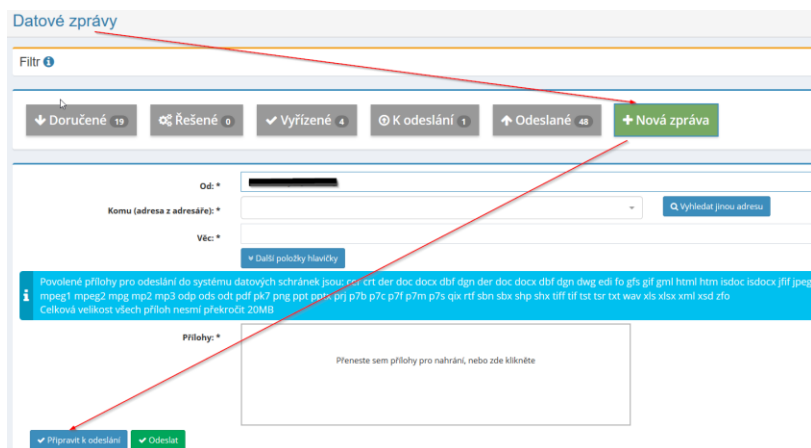 Datové zprávy
Filtr
Doručené 19 Řešené 0 Vyřízené 4 K odeslání 1 Odeslané 48 Nová zpráva
Od: *
Komu (adresa z adresáře): * Vyhledat jinou adresu
Věc: *
Další položky hlavičky
Povolené přílohy pro odeslání do systému datových schránek jsou: crt der doc docx dbf dgn der doc docx dbf dgn dwg edi fo gfs gif gml html htm isdoc isdocx jfif jpeg
mpeg1 mpeg2 mpg mp2 mp3 odp ods odt pdf pk7 png ppt pptx prj p7b p7c p7f p7m p7s qix rtf sbn sbx shp shx tiff tif tst tsr txt wav xls xlsx xml xsd zfo
Celková velikost všech příloh nesmí překročit 20MB
Přílohy: *
Přeneste sem přílohy pro nahrání, nebo zde klikněte
Připravit k odeslání Odeslat